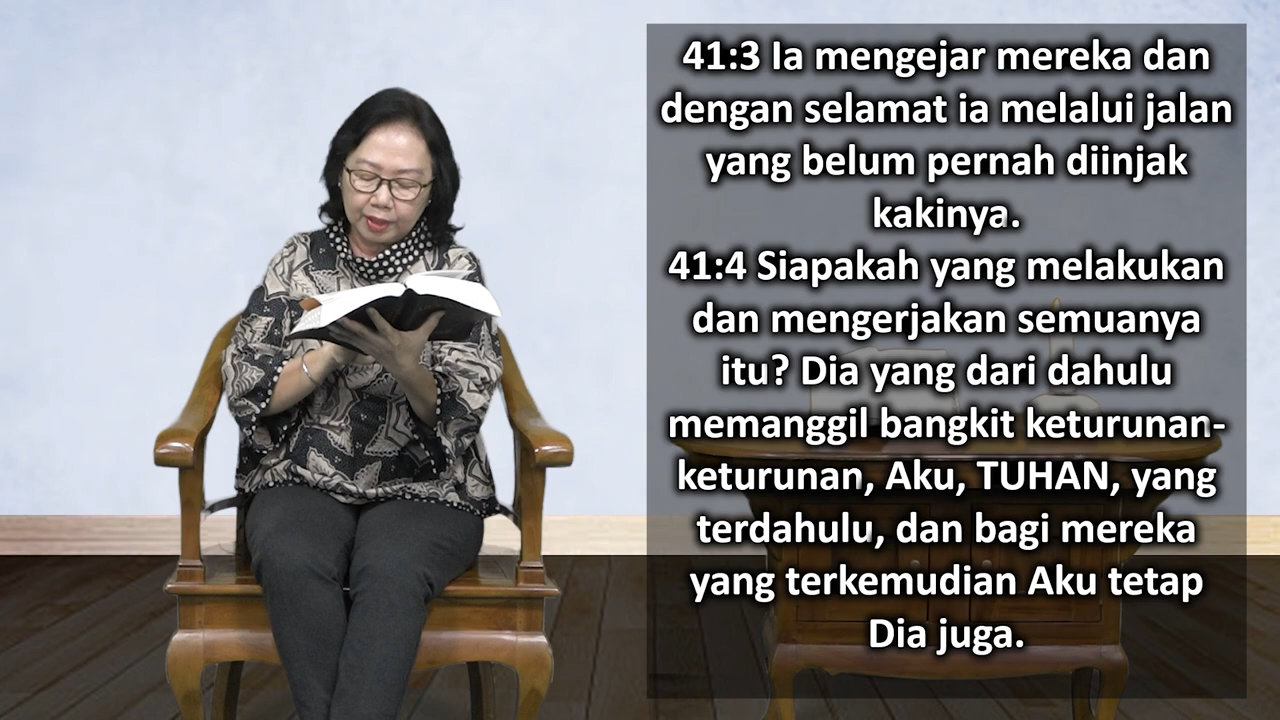 41:3 Ia mengejar mereka dan
dengan selamat ia melalui jalan
yang belum pernah diinjak
kakinya.
41:4 Siapakah yang melakukan
dan mengerjakan semuanya
itu? Dia yang dari dahulu
memanggil bangkit keturunan-
keturunan, Aku, TUHAN, yang
terdahulu, dan bagi mereka
yang terkemudian Aku tetap
Dia juga.